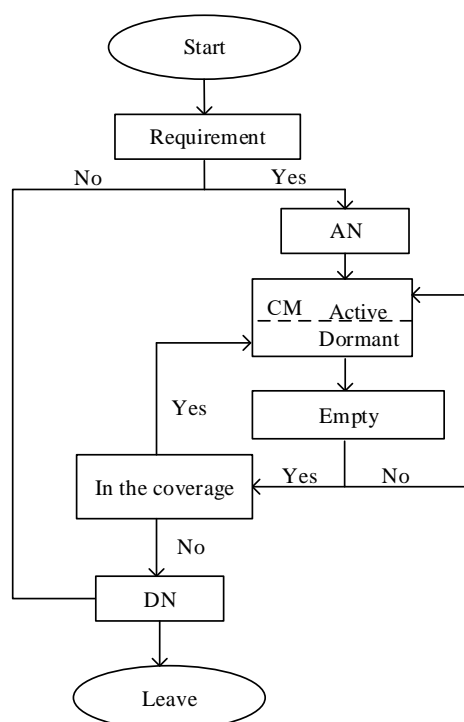 Start
Requirement
No
Yes
AN
CM Active
Dormant
Yes
Empty
In the coverage
Yes
No
No
DN
Leave